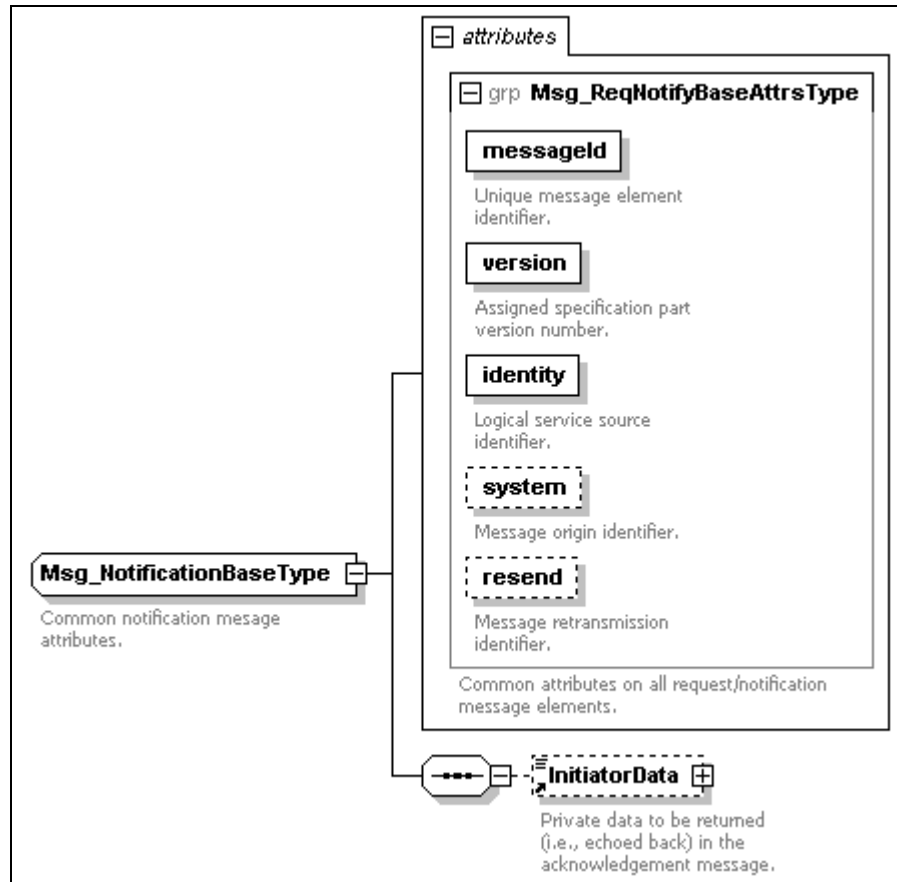 attributes
grp Msg_ReqNotifyBaseAttrsType
messageId
Unique message element
identifier.
version
Assigned specification part
version number.
identity
Logical service source
identifier.
system
Message origin identifier.
resend
Message retransmission
identifier.
Common attributes on all request/notification
message elements.
Msg_NotificationBaseType
Common notification mesage
attributes.
InitiatorData
Private data to be returned
(i.e., echoed back) in the
acknowledgement message.